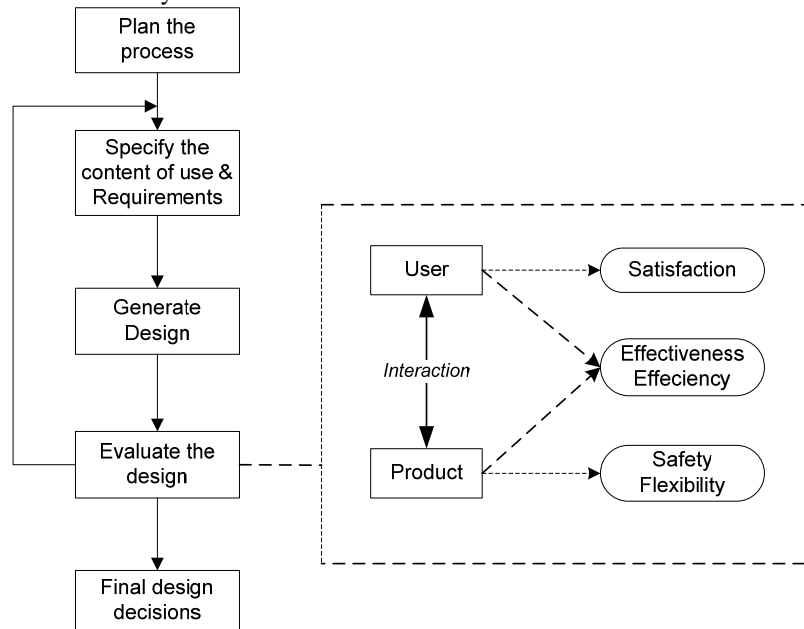 Plan the
process
Specify the
content of use &
Requirements
Generate
Design
Evaluate the
design
Final design
decisions
User
Interaction
Product
Satisfaction
Effectiveness
Effeciency
Safety
Flexibility